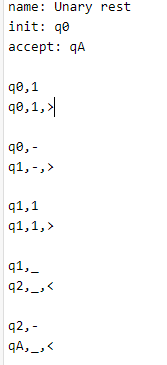 name: Unary rest
init: q0
accept: qA

q0,1
q0,1,>

q0,-
q1,-,>

q1,1
q1,1,>

q1,_
q2,_,<

q2,-
qA,_,<